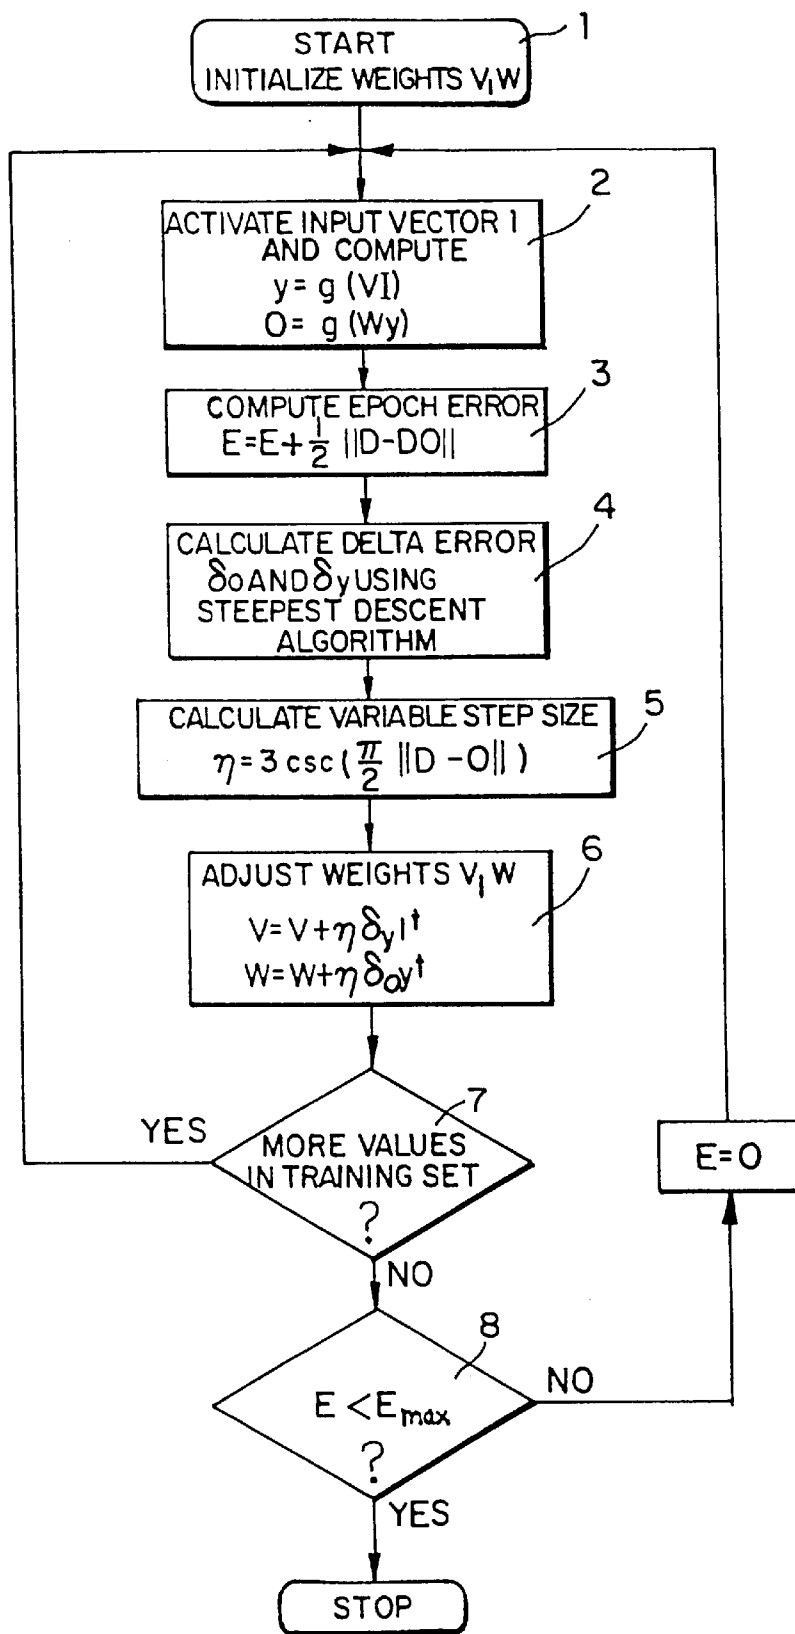 1
START
INITIALIZE WEIGHTS V,W
2
ACTIVATE INPUT VECTOR I
AND COMPUTE
y = g (VI)
O = g (Wy)
3
COMPUTE EPOCH ERROR
E=E+½ ||D-DO||
4
CALCULATE DELTA ERROR
δo AND δy USING
STEEPEST DESCENT
ALGORITHM
5
CALCULATE VARIABLE STEP SIZE
η = 3 csc(π/2 ||D -O|| )
6
ADJUST WEIGHTS V,W
V=V+ηδyIᵗ
W=W+ηδoyᵗ
7
YES
MORE VALUES
IN TRAINING SET
?
E=O
NO
8
E <Emax
?
NO
YES
STOP